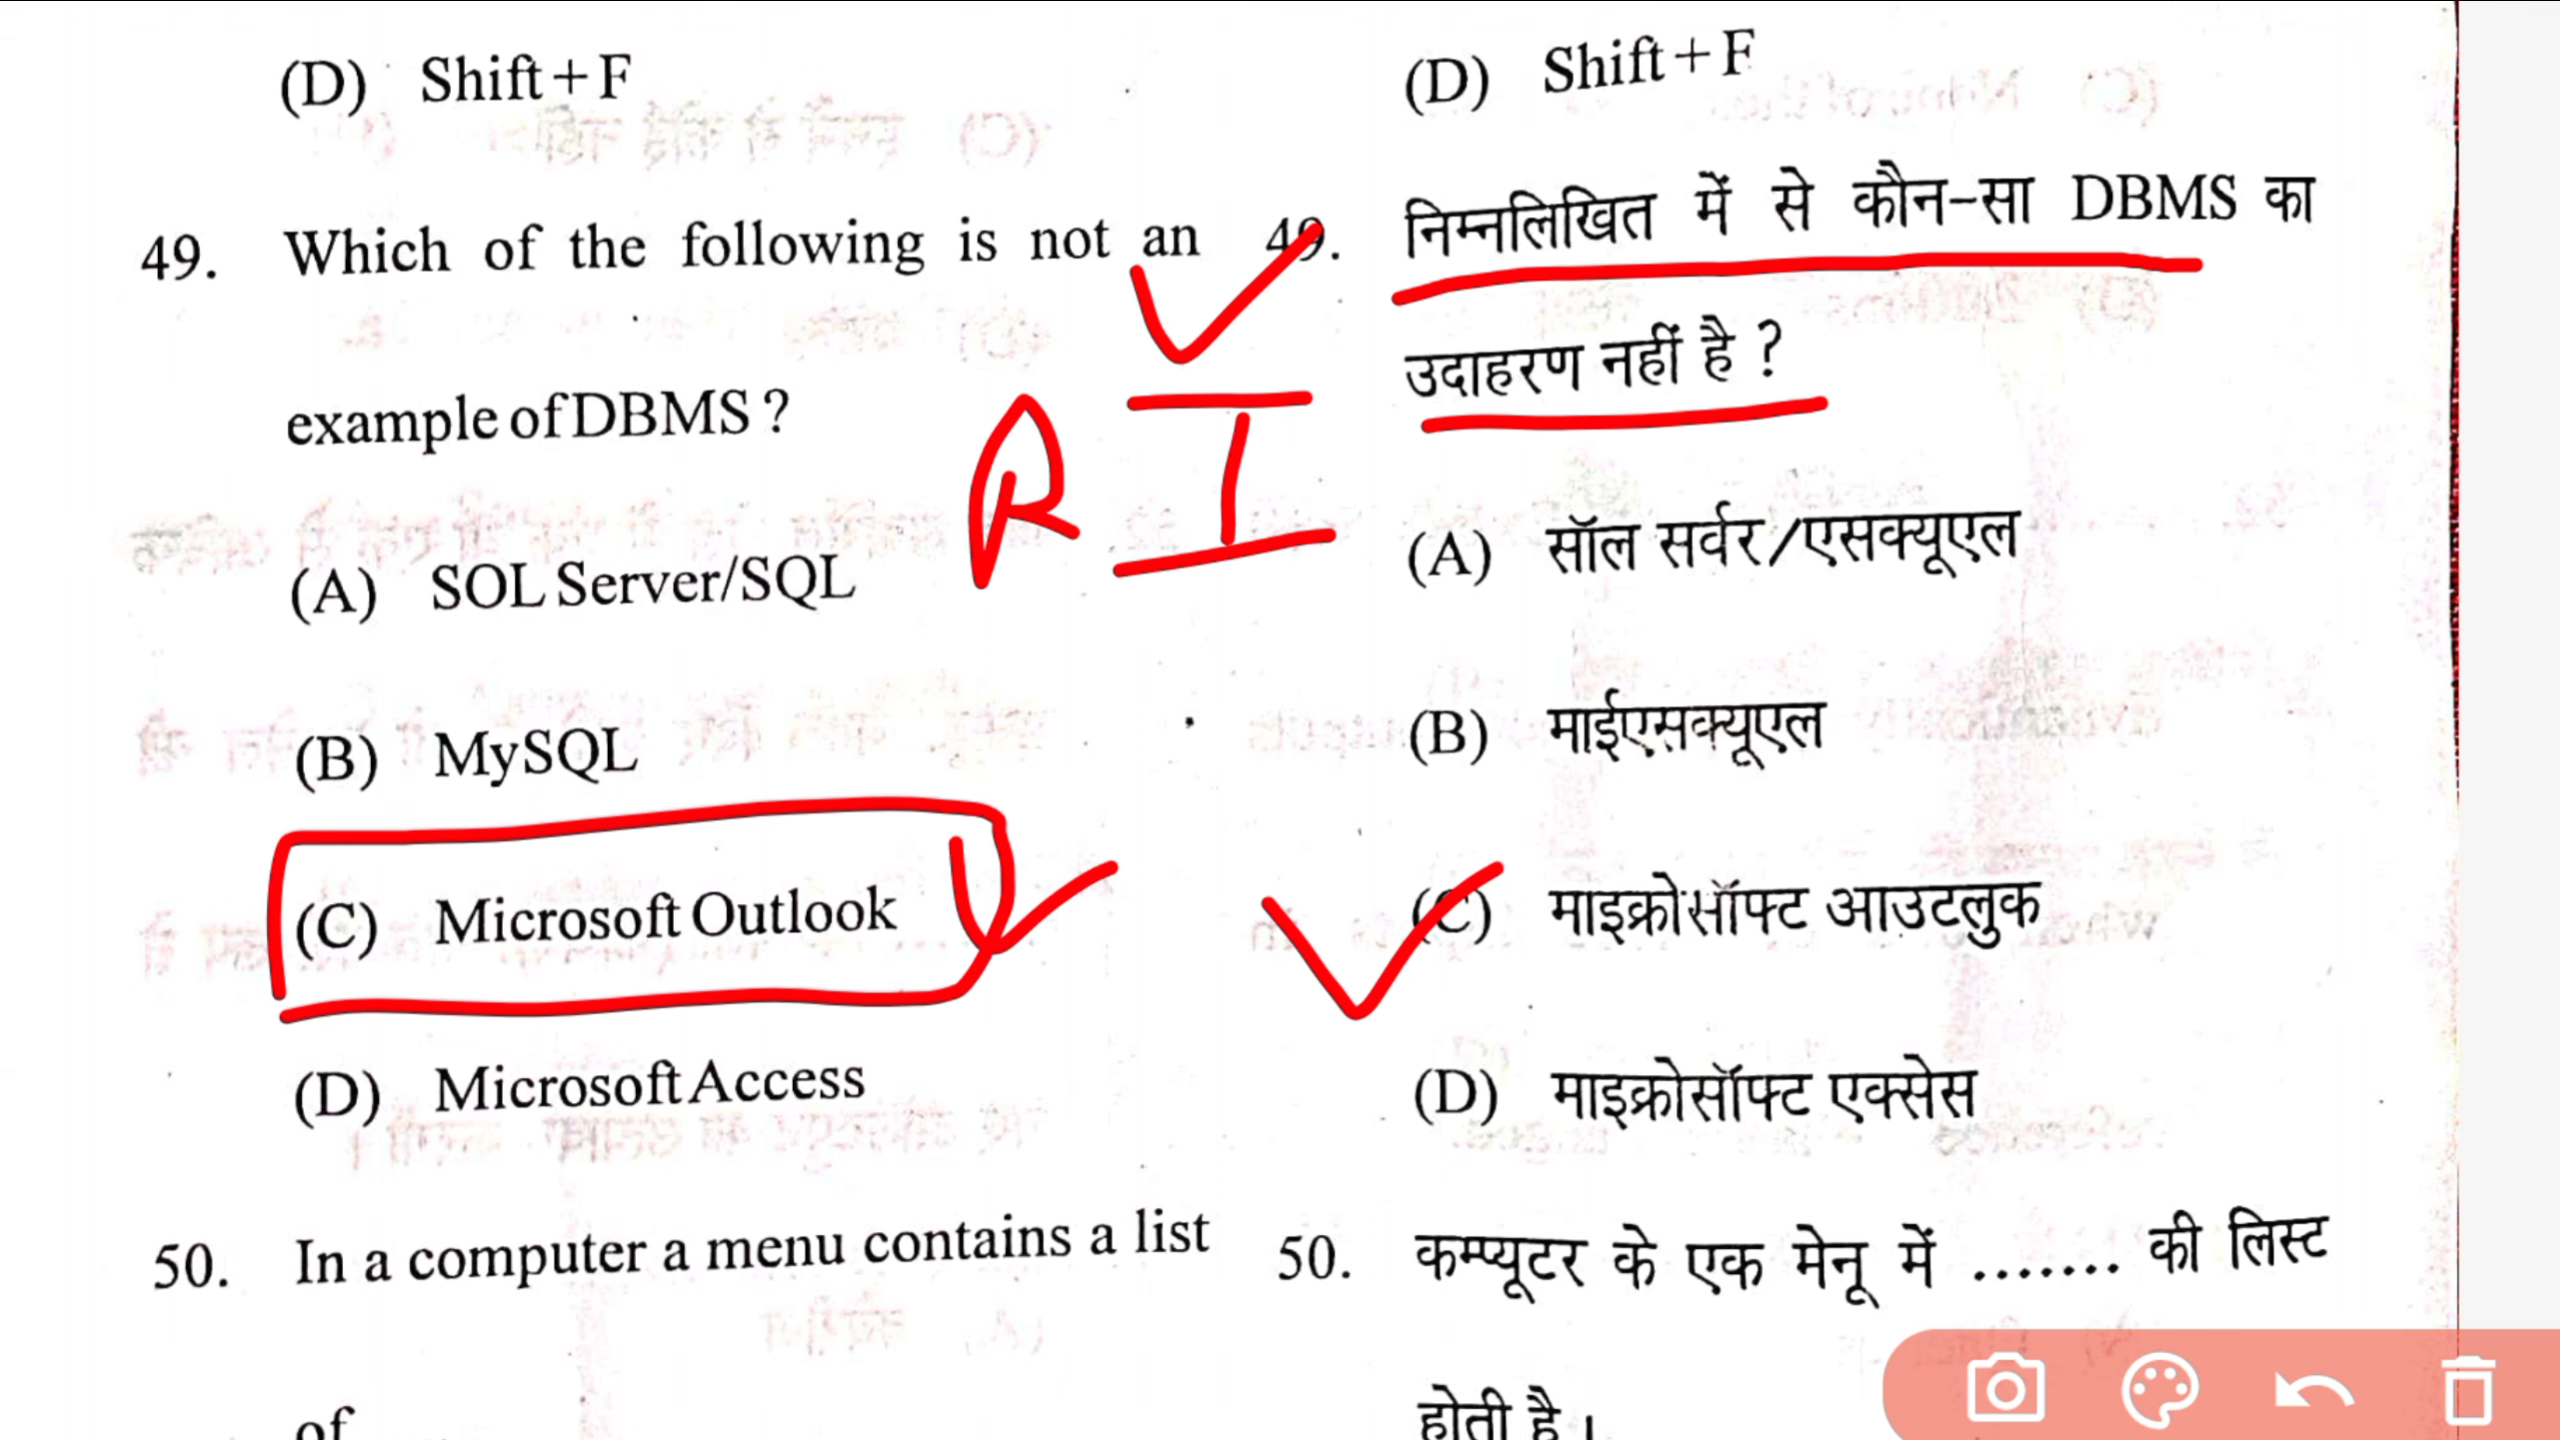 (D) Shift+F
49. Which of the following is not an
example of DBMS ?
(A) SOL Server/SQL
(B) MySQL
(C) Microsoft Outlook
(D) Microsoft Access
50. In a computer a menu contains a list
of
R I
(D) Shift+F
49. निम्नलिखित में से कौन-सा DBMS का
उदाहरण नहीं है ?
(A) सॉल सर्वर/एसक्यूएल
(B) माईएसक्यूएल
(C) माइक्रोसॉफ्ट आउटलुक
(D) माइक्रोसॉफ्ट एक्सेस
50. कम्प्यूटर के एक मेनू में ....... की लिस्ट
होती है ।